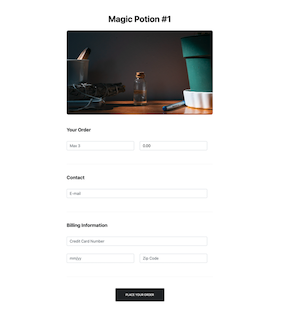 Magic Potion #1
Your Order
Max 3
0.00
Contact
E-mail
Billing Information
Credit Card Number
mm/yy
Zip Code
PLACE YOUR ORDER